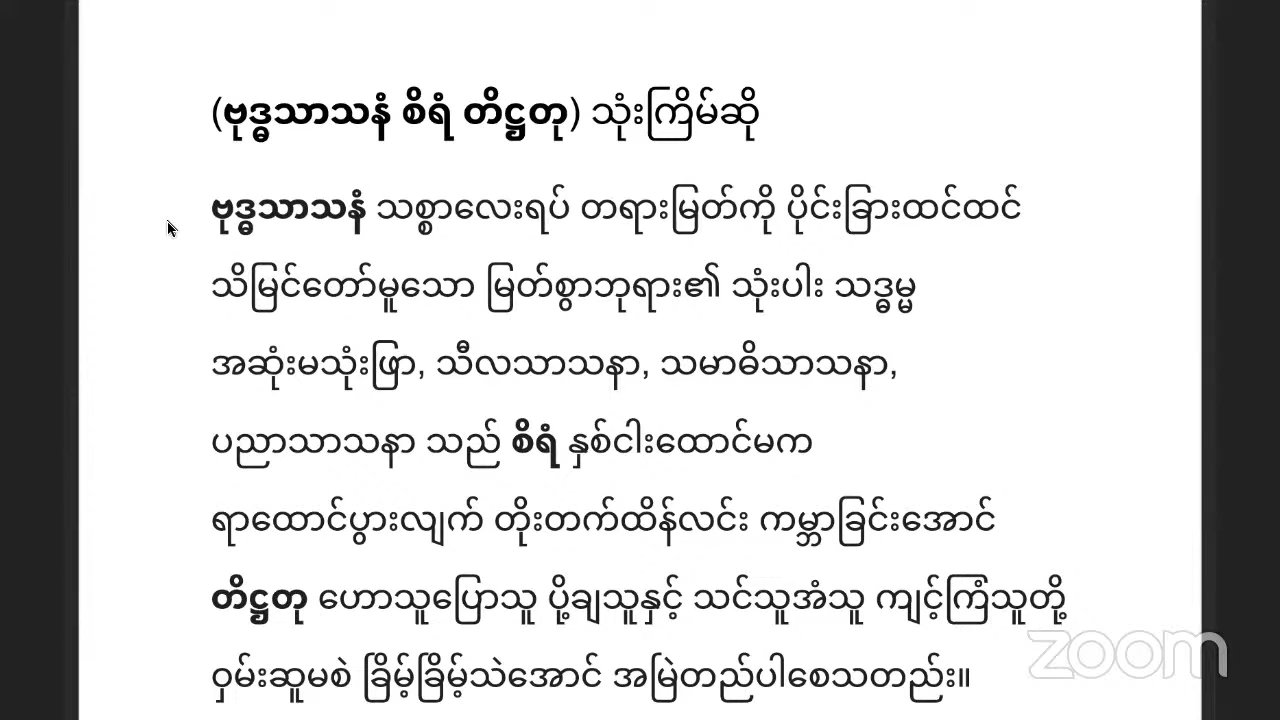 (ဗုဒ္ဓသာသနံ စိရံ တိဋ္ဌတု) သုံးကြိမ်ဆို
ဗုဒ္ဓသာသနံ သစ္စာလေးရပ် တရားမြတ်ကို ပိုင်းခြားထင်ထင်
သိမြင်တော်မူသော မြတ်စွာဘုရား၏ သုံးပါး သဒ္ဓမ္မ
အဆုံးမသုံးဖြာ, သီလသာသနာ, သမာဓိသာသနာ,
ပညာသာသနာ သည် စိရံ နှစ်ငါးထောင်မက
ရာထောင်ပွားလျက် တိုးတက်ထိန်လင်း ကမ္ဘာခြင်းအောင်
တိဋ္ဌတု ဟောသူပြောသူ ပို့ချသူနှင့် သင်သူအံသူ ကျင့်ကြံသူတို့
ဝှမ်းဆူမစဲ ခြိမ့်ခြိမ့်သဲအောင် အမြဲတည်ပါစေသတည်း။
zoom